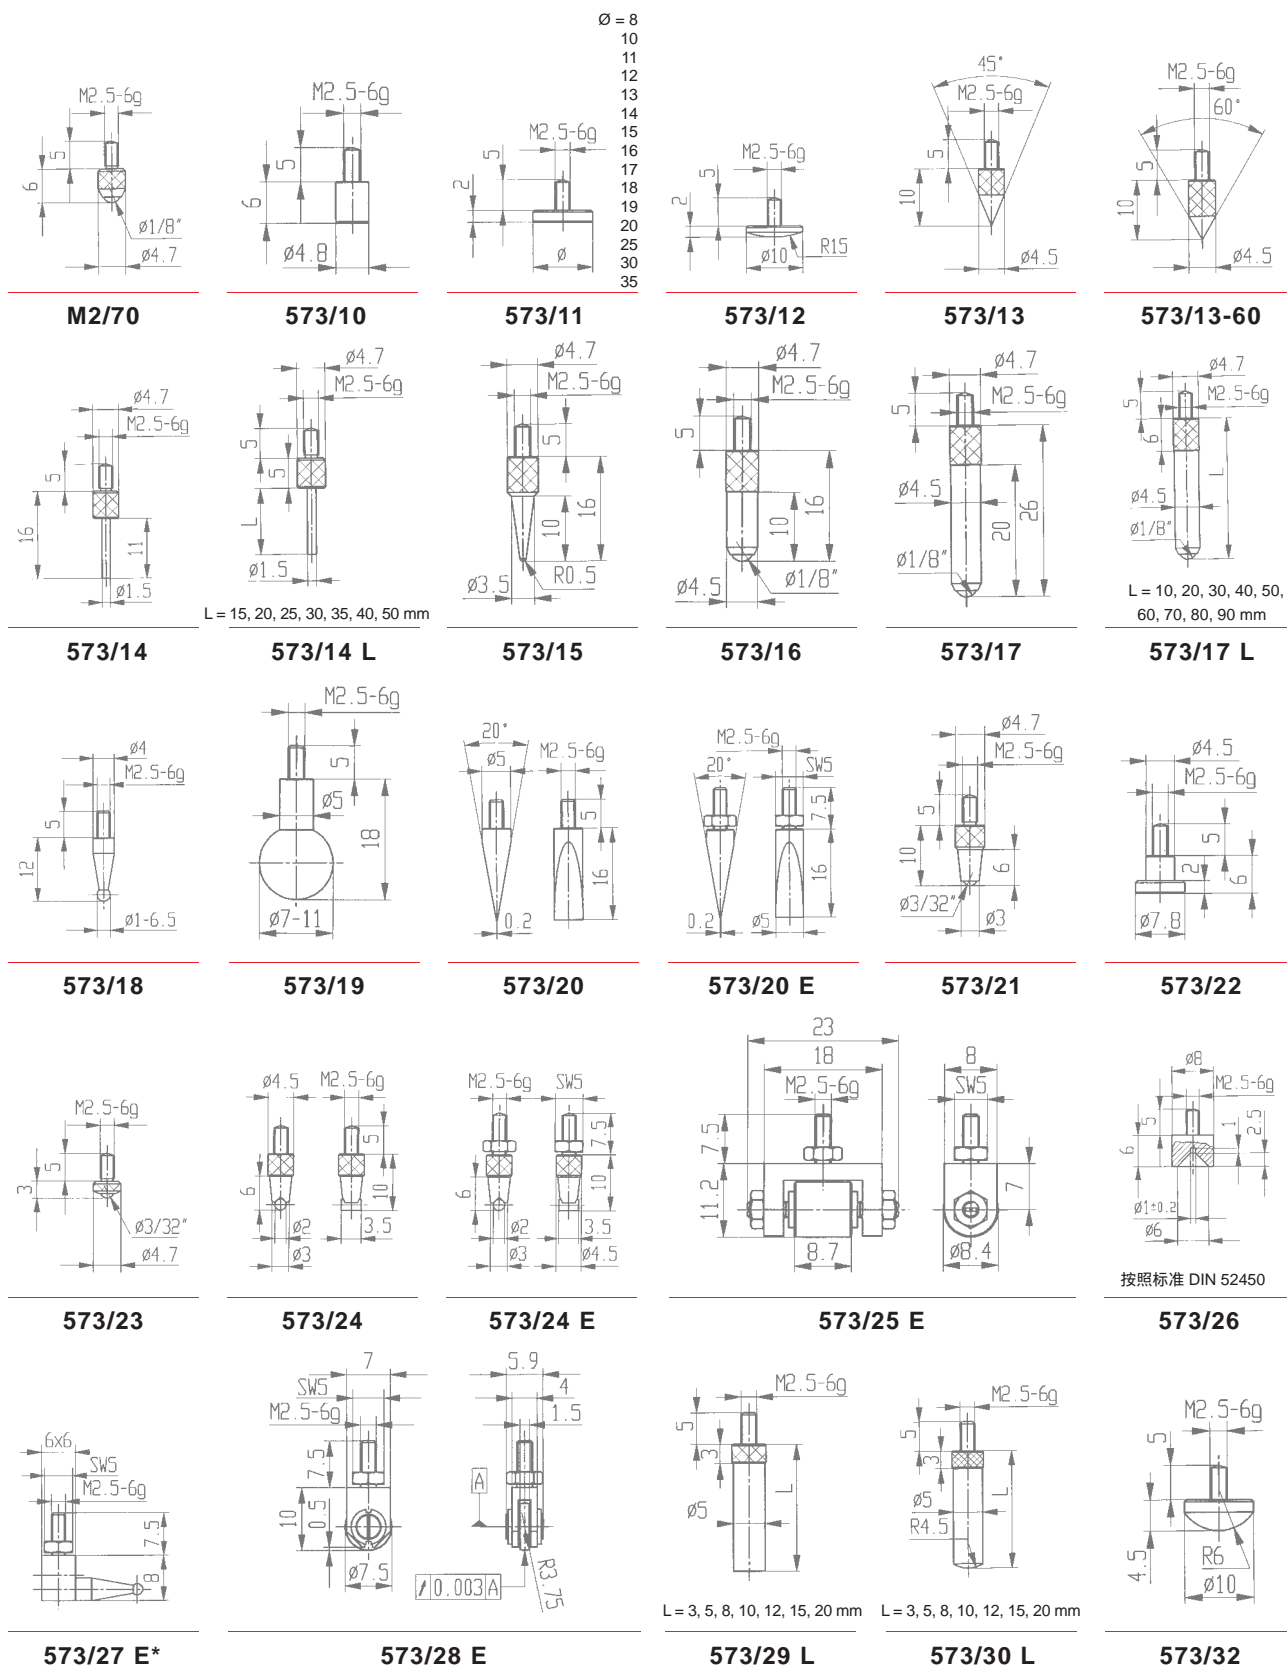 Ø = 8
10
11
12
13
14
15
16
17
18
19
20
25
30
35
M2.5-6g
5
6
Ø1/8"
Ø4.7
M2/70
M2.5-6g
5
6
Ø4.8
573/10
M2.5-6g
5
2
Ø
573/11
M2.5-6g
5
2
R15
Ø10
573/12
45°
M2.5-6g
5
10
Ø4.5
573/13
M2.5-6g
60°
5
10
Ø4.5
573/13-60
Ø4.7
M2.5-6g
5
16
11
Ø1.5
573/14
Ø4.7
M2.5-6g
5
5
L
Ø1.5
L = 15, 20, 25, 30, 35, 40, 50 mm
573/14 L
Ø4.7
M2.5-6g
5
16
10
R0.5
Ø3.5
573/15
Ø4.7
M2.5-6g
5
16
10
Ø1/8"
Ø4.5
573/16
Ø4.7
M2.5-6g
5
Ø4.5
26
20
Ø1/8"
573/17
Ø4.7
M2.5-6g
5
6
L
Ø4.5
Ø1/8"
L = 10, 20, 30, 40, 50,
60, 70, 80, 90 mm
573/17 L
Ø4
M2.5-6g
5
12
Ø1-6.5
573/18
M2.5-6g
5
Ø5
18
Ø7-11
573/19
20°
Ø5
M2.5-6g
5
16
0.2
573/20
M2.5-6g
20°
SW5
7.5
16
0.2
Ø5
573/20 E
Ø4.7
M2.5-6g
5
10
6
Ø3/32"
Ø3
573/21
Ø4.5
M2.5-6g
5
2
6
Ø7.8
573/22
M2.5-6g
5
3
Ø3/32"
Ø4.7
573/23
Ø4.5
M2.5-6g
5
6
10
Ø2
3.5
Ø3
573/24
M2.5-6g
SW5
7.5
6
10
Ø2
3.5
Ø3
Ø4.5
573/24 E
23
18
8
M2.5-6g
SW5
7.5
11.2
7
8.7
Ø8.4
573/25 E
Ø8
M2.5-6g
5
1
2.5
6
Ø1±0.2
Ø6
按照标准 DIN 52450
573/26
6x6
SW5
M2.5-6g
7.5
8
573/27 E*
7
SW5
M2.5-6g
7.5
10
0.5
Ø7.5
5.9
4
1.5
A
R3.75
0.003 A
573/28 E
M2.5-6g
5
3
L
Ø5
L = 3, 5, 8, 10, 12, 15, 20 mm
573/29 L
M2.5-6g
5
3
L
Ø5
R4.5
L = 3, 5, 8, 10, 12, 15, 20 mm
573/30 L
M2.5-6g
5
4.5
R6
Ø10
573/32